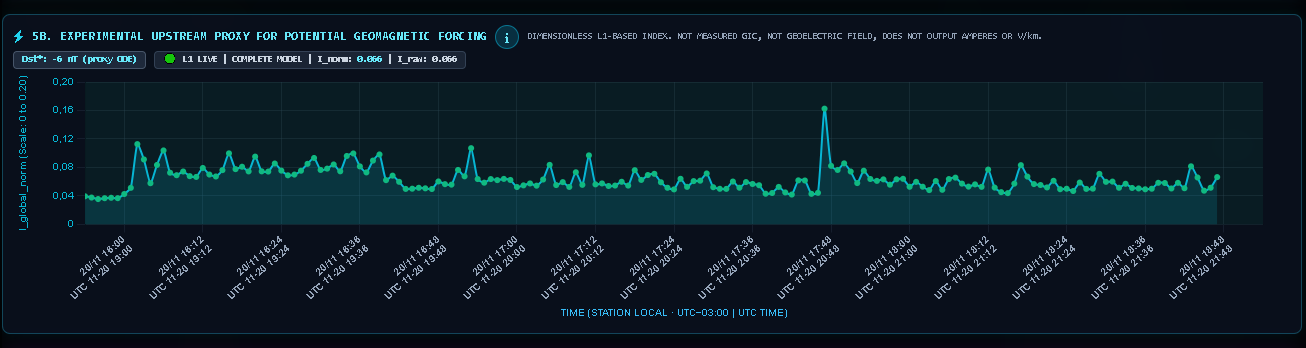 ⚡ 5B. EXPERIMENTAL UPSTREAM PROXY FOR POTENTIAL GEOMAGNETIC FORCING i DIMENSIONLESS L1-BASED INDEX. NOT MEASURED GIC, NOT GEOELECTRIC FIELD, DOES NOT OUTPUT AMPERES OR V/km.
Dst*: -6 nT (proxy ODE) L1 LIVE | COMPLETE MODEL | I_norm: 0.066 | I_raw: 0.066
I_global_norm (Scale: 0 to 0.20)
0,20
0,16
0,12
0,08
0,04
0
20/11 16:00
UTC 11-20 19:00
20/11 16:12
UTC 11-20 19:12
20/11 16:24
UTC 11-20 19:24
20/11 16:36
UTC 11-20 19:36
20/11 16:48
UTC 11-20 19:48
20/11 17:00
UTC 11-20 20:00
20/11 17:12
UTC 11-20 20:12
20/11 17:24
UTC 11-20 20:24
20/11 17:36
UTC 11-20 20:36
20/11 17:48
UTC 11-20 20:48
20/11 18:00
UTC 11-20 21:00
20/11 18:12
UTC 11-20 21:12
20/11 18:24
UTC 11-20 21:24
20/11 18:36
UTC 11-20 21:36
20/11 18:48
UTC 11-20 21:48
TIME (STATION LOCAL · UTC-03:00 | UTC TIME)